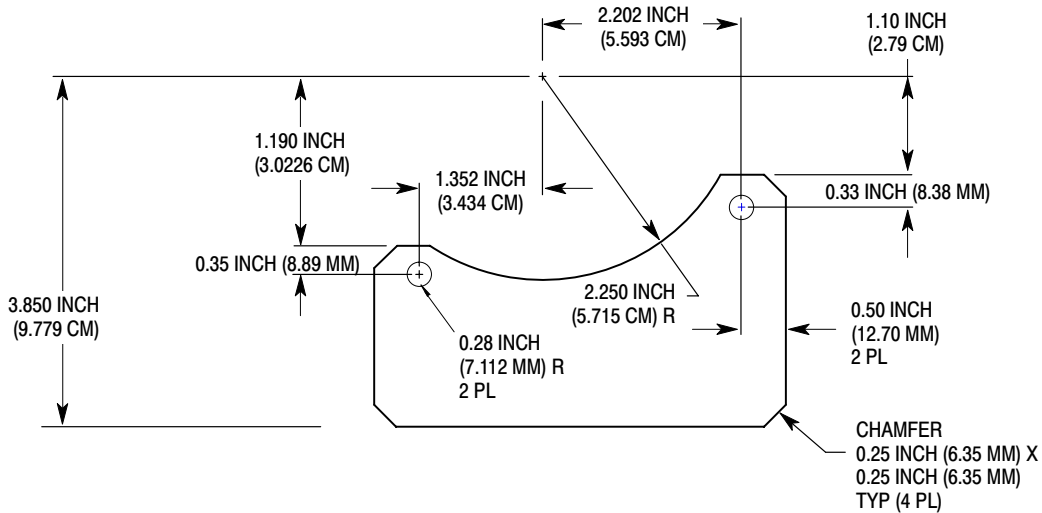 2.202 INCH
(5.593 CM)
1.10 INCH
(2.79 CM)
1.190 INCH
(3.0226 CM)
1.352 INCH
(3.434 CM)
0.33 INCH (8.38 MM)
0.35 INCH (8.89 MM)
3.850 INCH
(9.779 CM)
2.250 INCH
(5.715 CM) R
0.50 INCH
(12.70 MM)
2 PL
0.28 INCH
(7.112 MM) R
2 PL
CHAMFER
0.25 INCH (6.35 MM) X
0.25 INCH (6.35 MM)
TYP (4 PL)